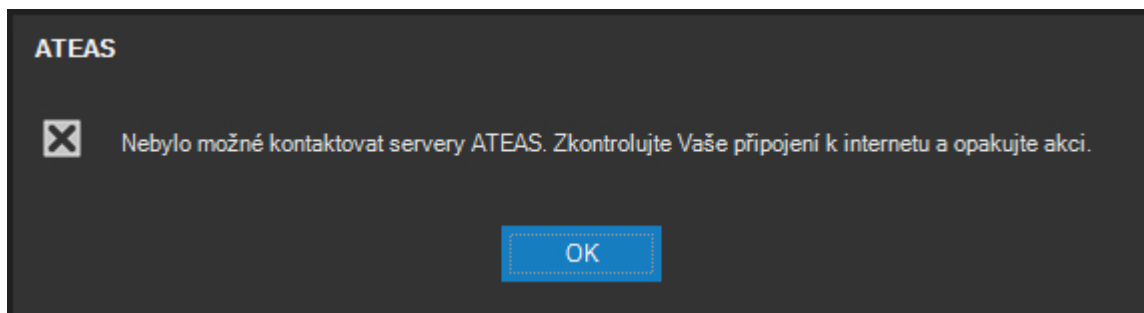 ATEAS
Nebylo možné kontaktovat servery ATEAS. Zkontrolujte Vaše připojení k internetu a opakujte akci.
OK